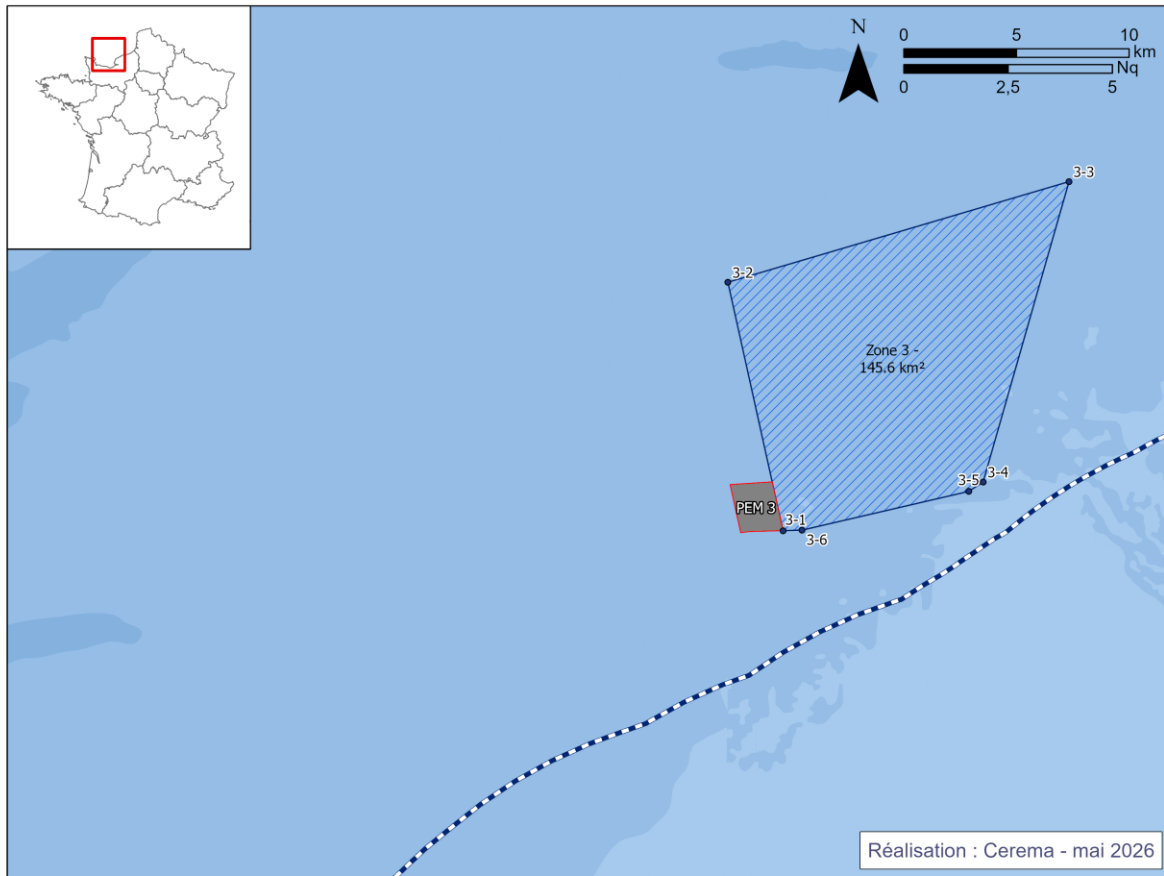 N
0 5 10
km
Nq
0 2,5 5
3-3
3-2
Zone 3 -
145.6 km²
3-4
3-5
PEM 3
3-1
3-6
Réalisation : Cerema - mai 2026